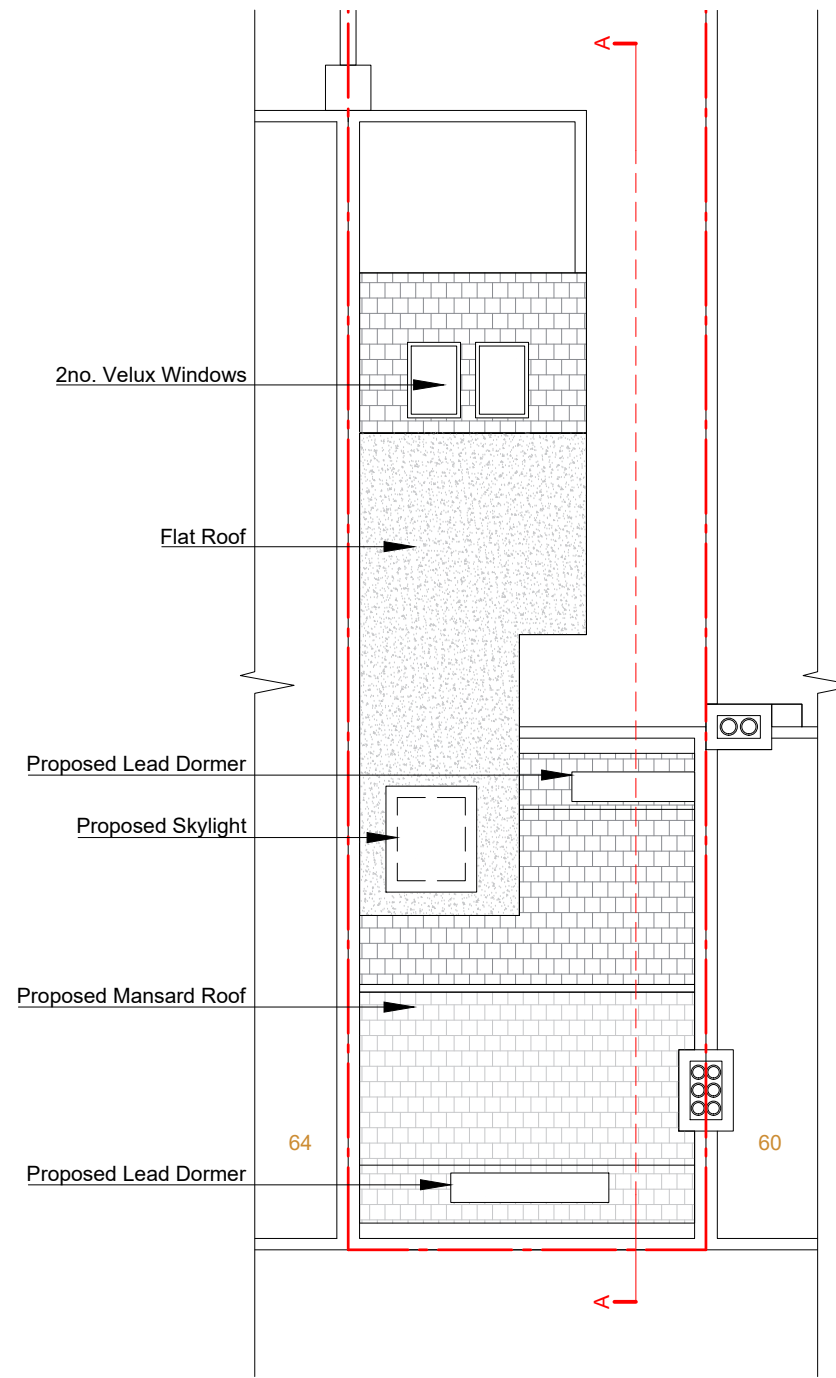 A
2no. Velux Windows
Flat Roof
Proposed Lead Dormer
Proposed Skylight
Proposed Mansard Roof
64
60
Proposed Lead Dormer
A